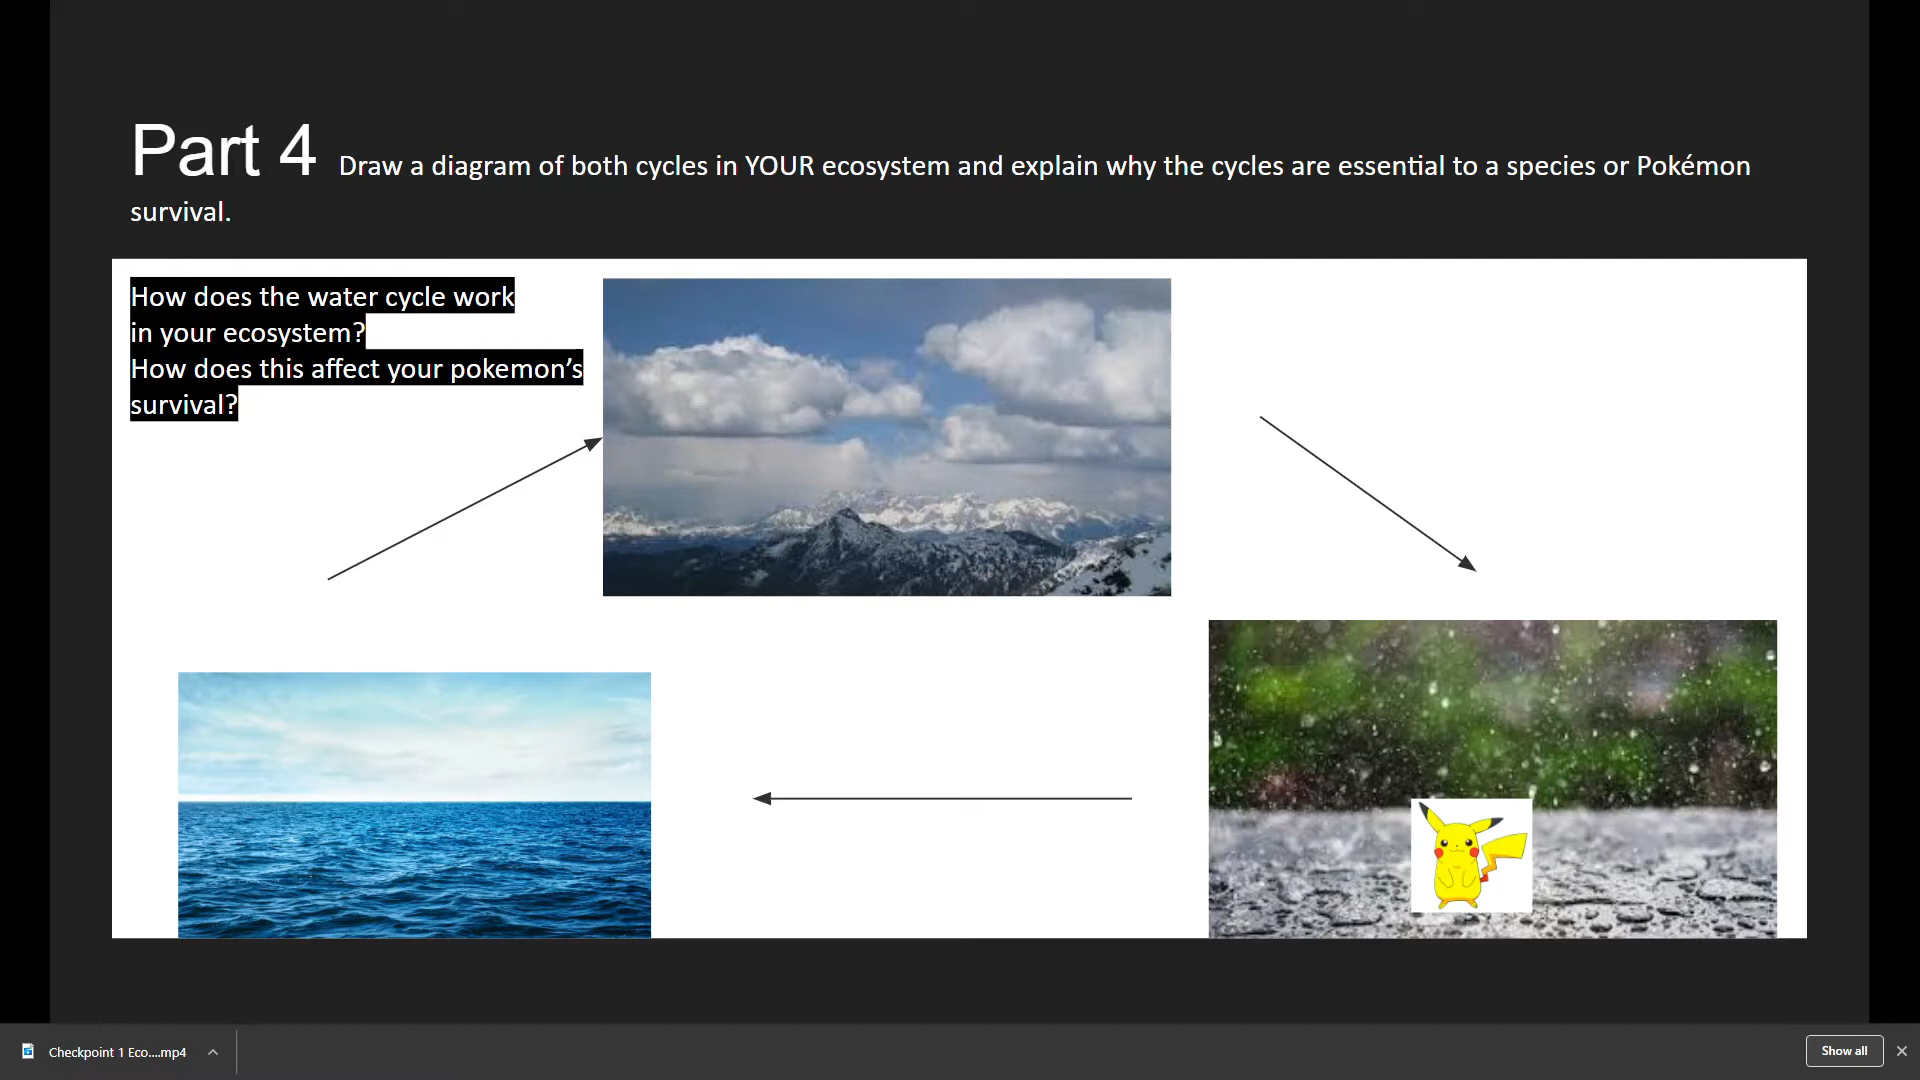 Part 4 Draw a diagram of both cycles in YOUR ecosystem and explain why the cycles are essential to a species or Pokémon
survival.
How does the water cycle work
in your ecosystem?
How does this affect your pokemon’s
survival?
Checkpoint 1 Eco....mp4
Show all